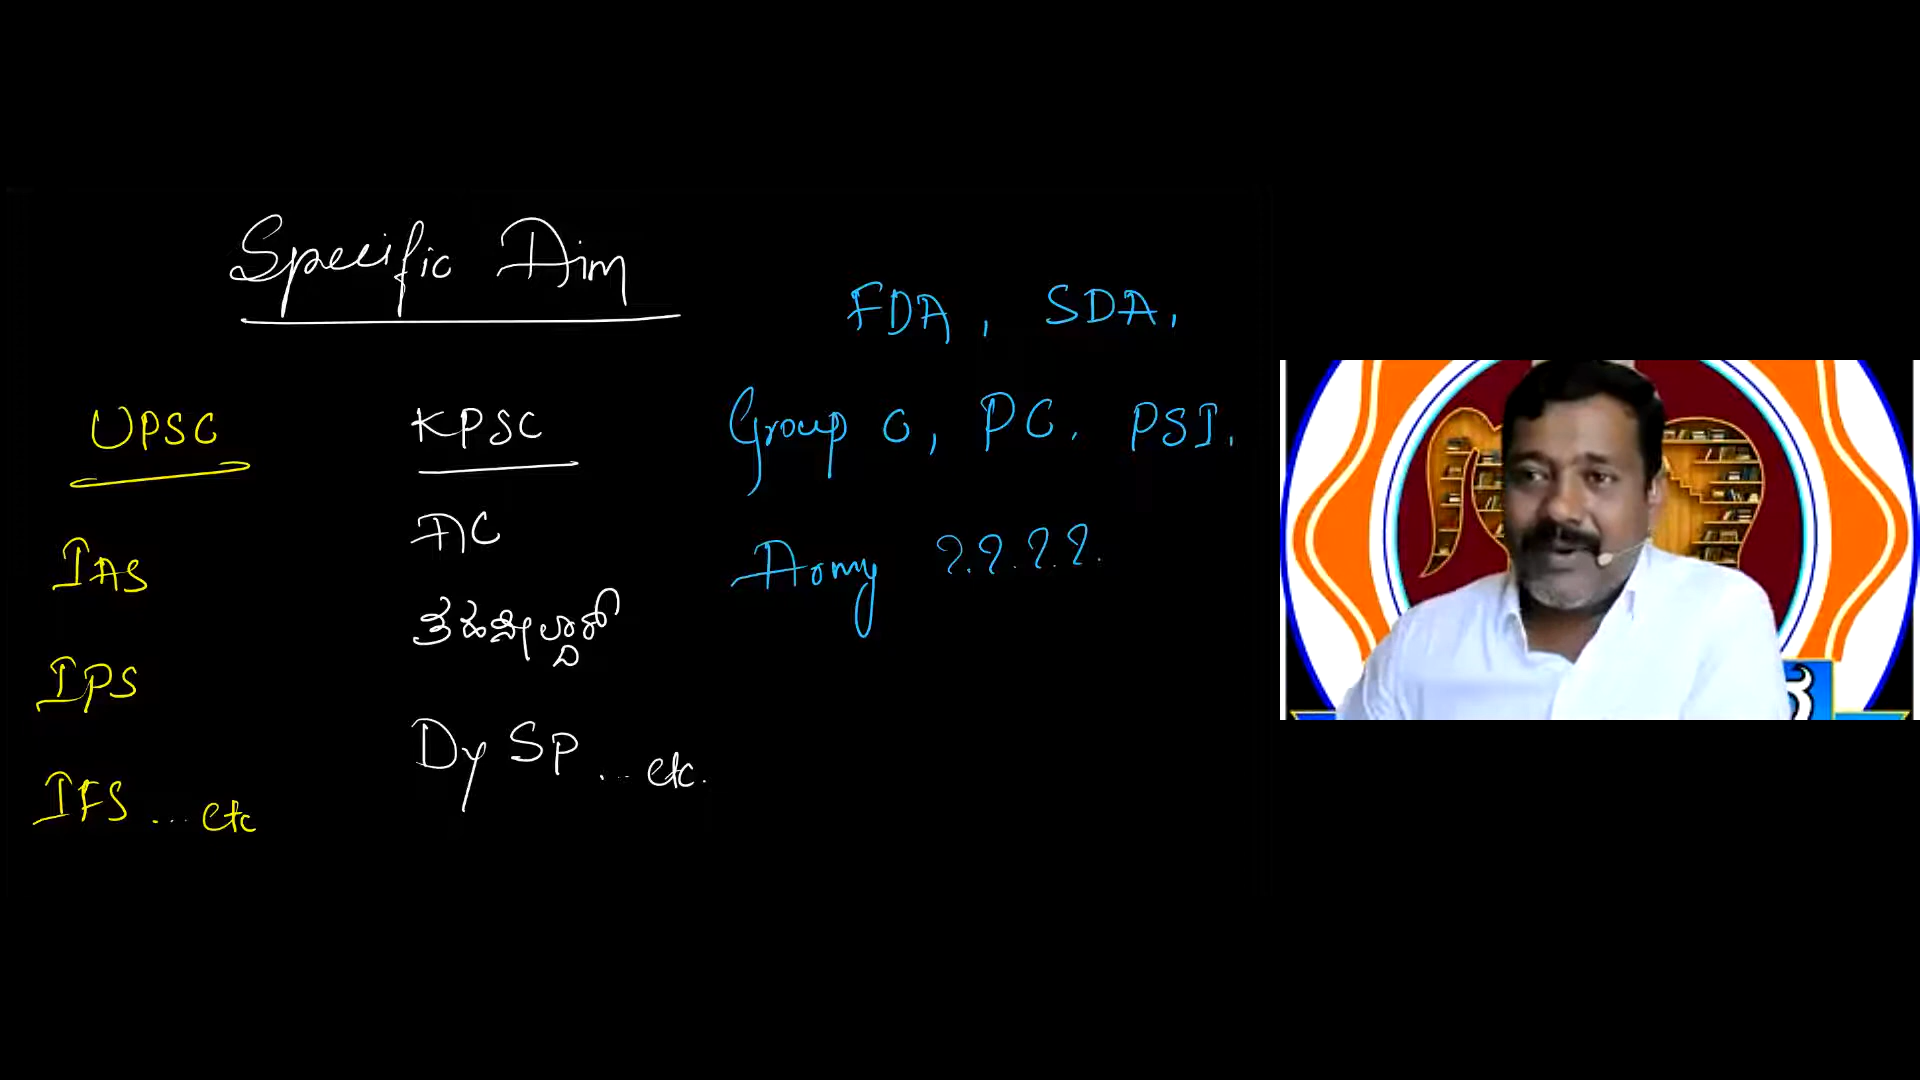 Specific Aim
UPSC
IAS
IPS
IFS ... etc
KPSC
AC
ತಹಶೀಲ್ದಾರ್
Dy SP ... etc.
FDA, SDA,
Group C, PC, PSI,
Army ?.?.?.?.